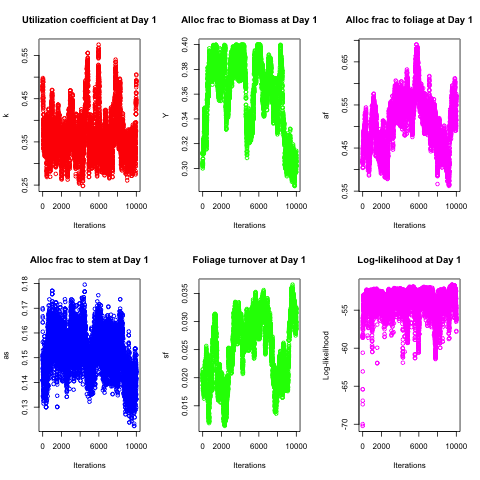 Utilization coefficient at Day 1
k
0.25 0.35 0.45 0.55
0 2000 6000 10000
Iterations
Alloc frac to Biomass at Day 1
Y
0.30 0.32 0.34 0.36 0.38 0.40
0 2000 6000 10000
Iterations
Alloc frac to foliage at Day 1
af
0.35 0.45 0.55 0.65
0 2000 6000 10000
Iterations
Alloc frac to stem at Day 1
as
0.13 0.14 0.15 0.16 0.17 0.18
0 2000 6000 10000
Iterations
Foliage turnover at Day 1
sf
0.015 0.020 0.025 0.030 0.035
0 2000 6000 10000
Iterations
Log-likelihood at Day 1
Log-likelihood
-70 -65 -60 -55
0 2000 6000 10000
Iterations